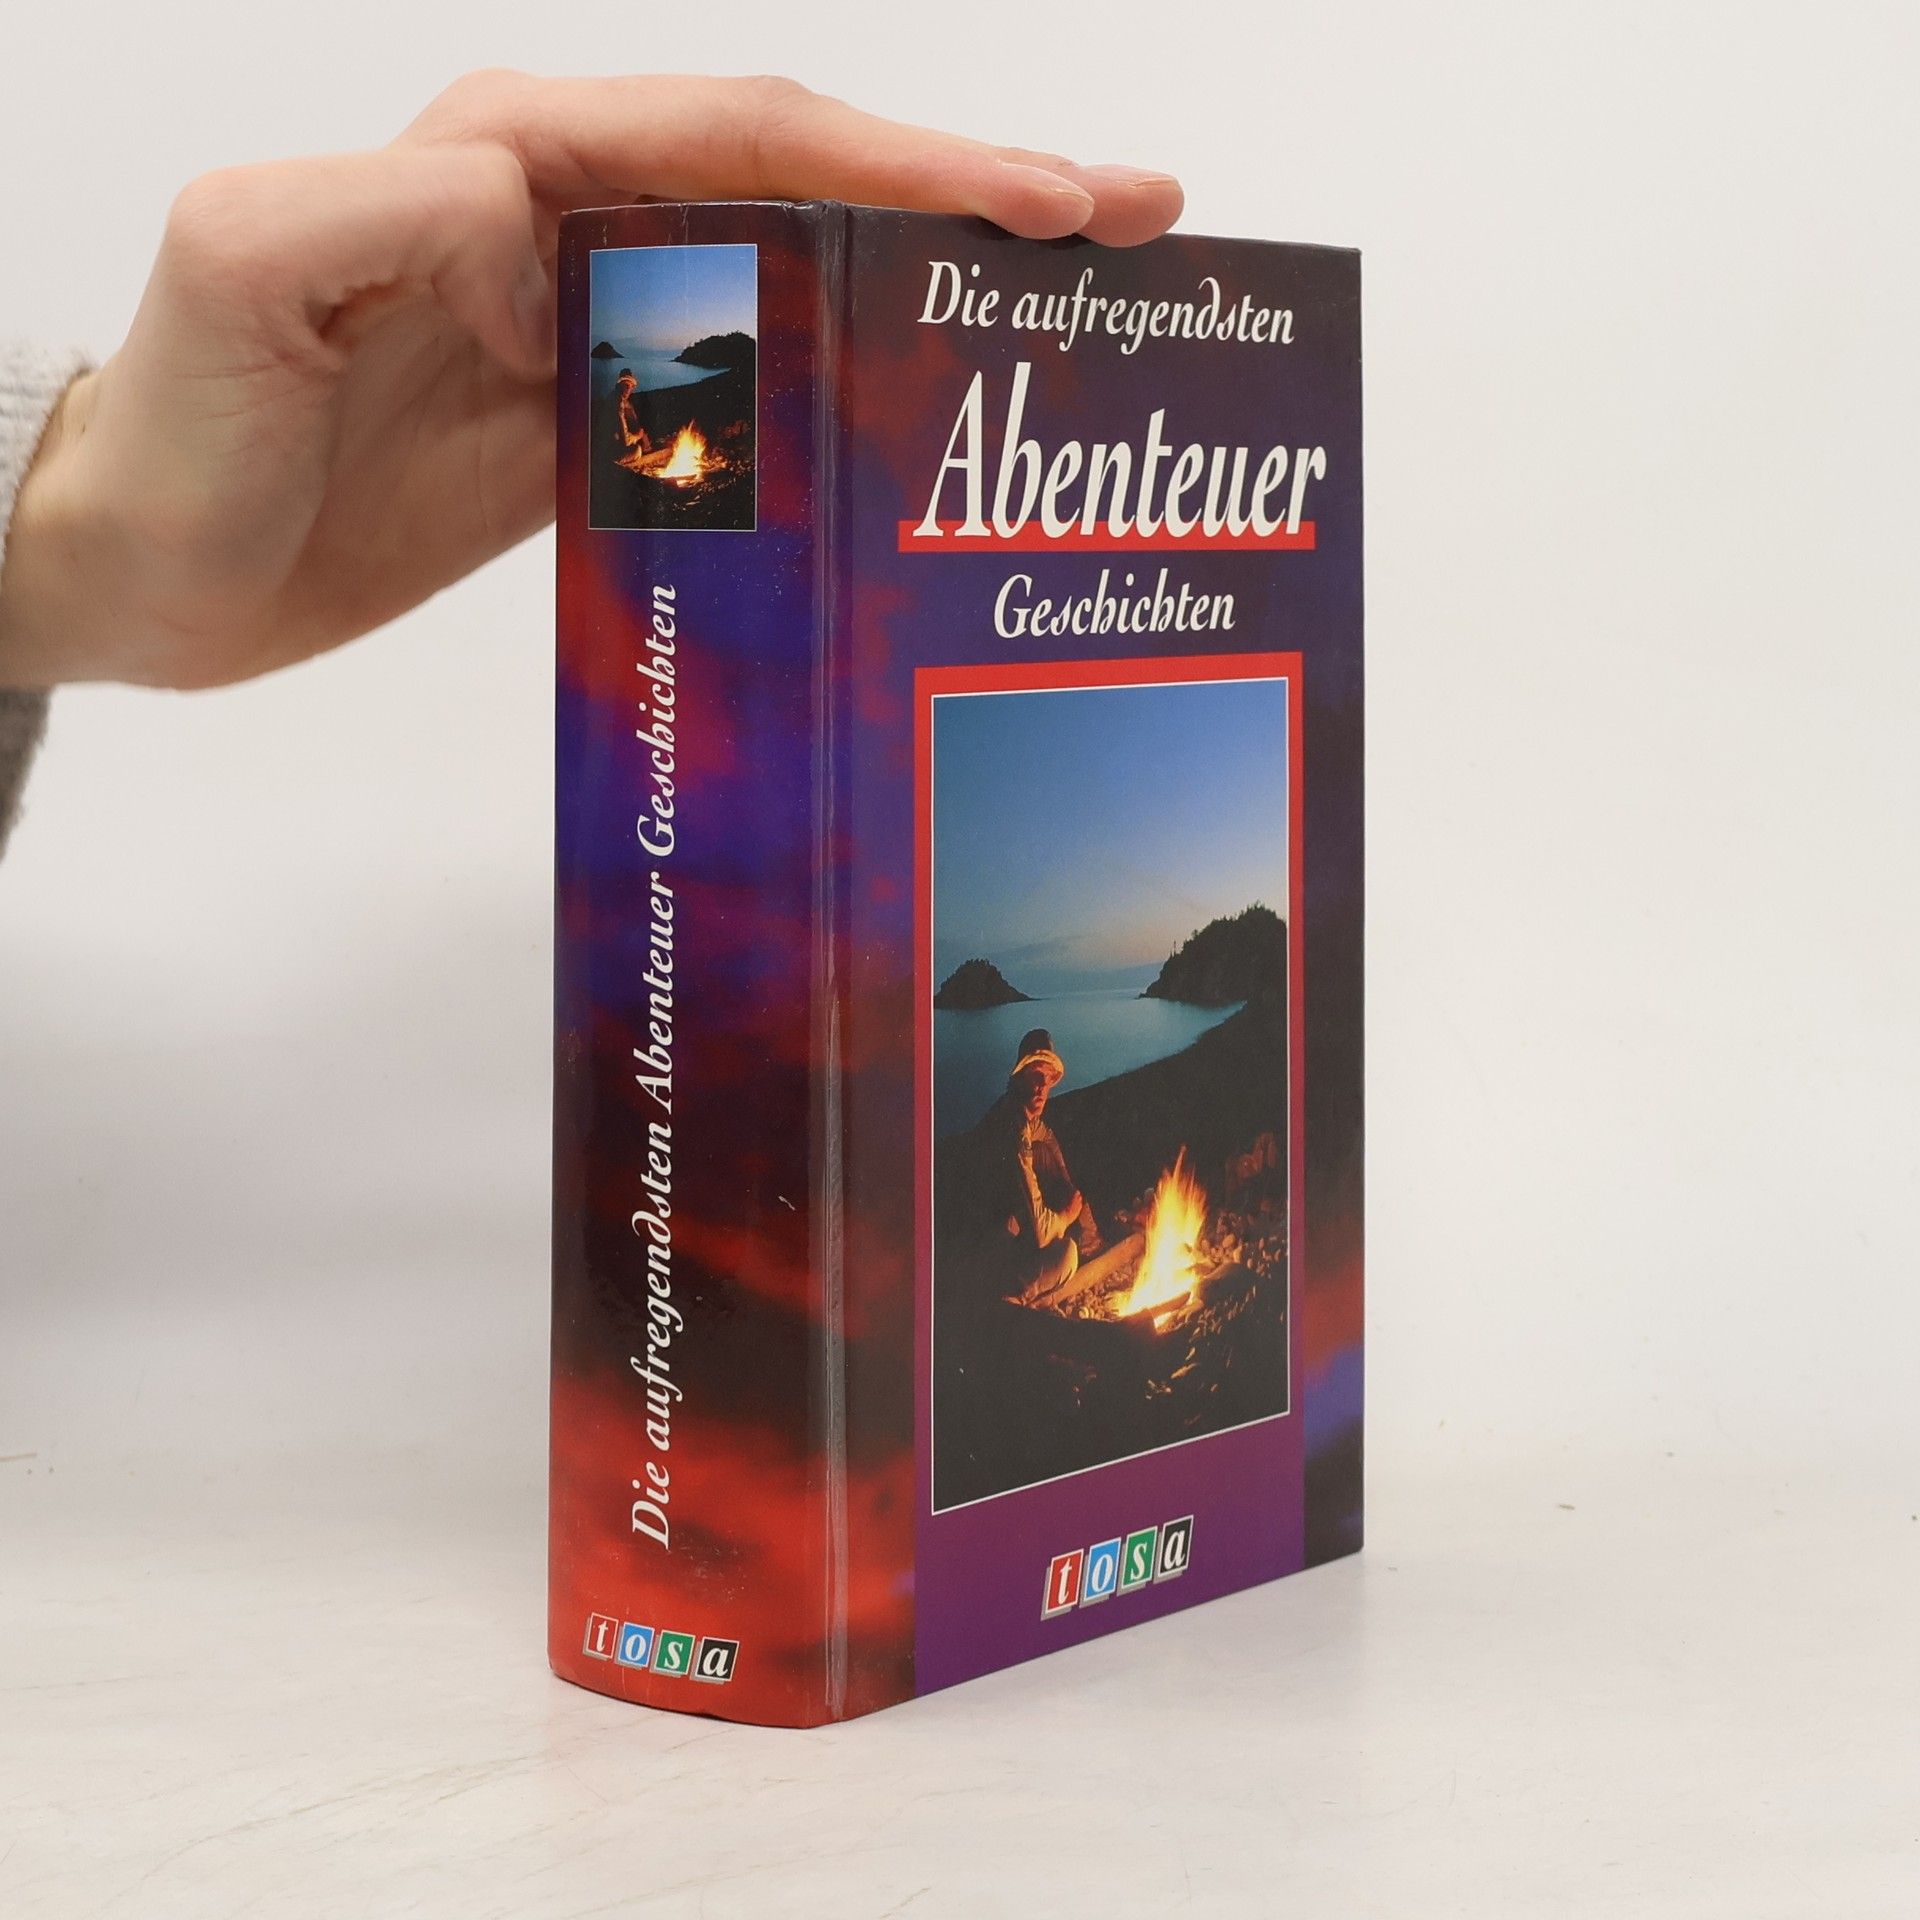 Die aufregendsten
Abenteuer
Geschichten
tosa
Die aufregendsten Abenteuer Geschichten
tosa